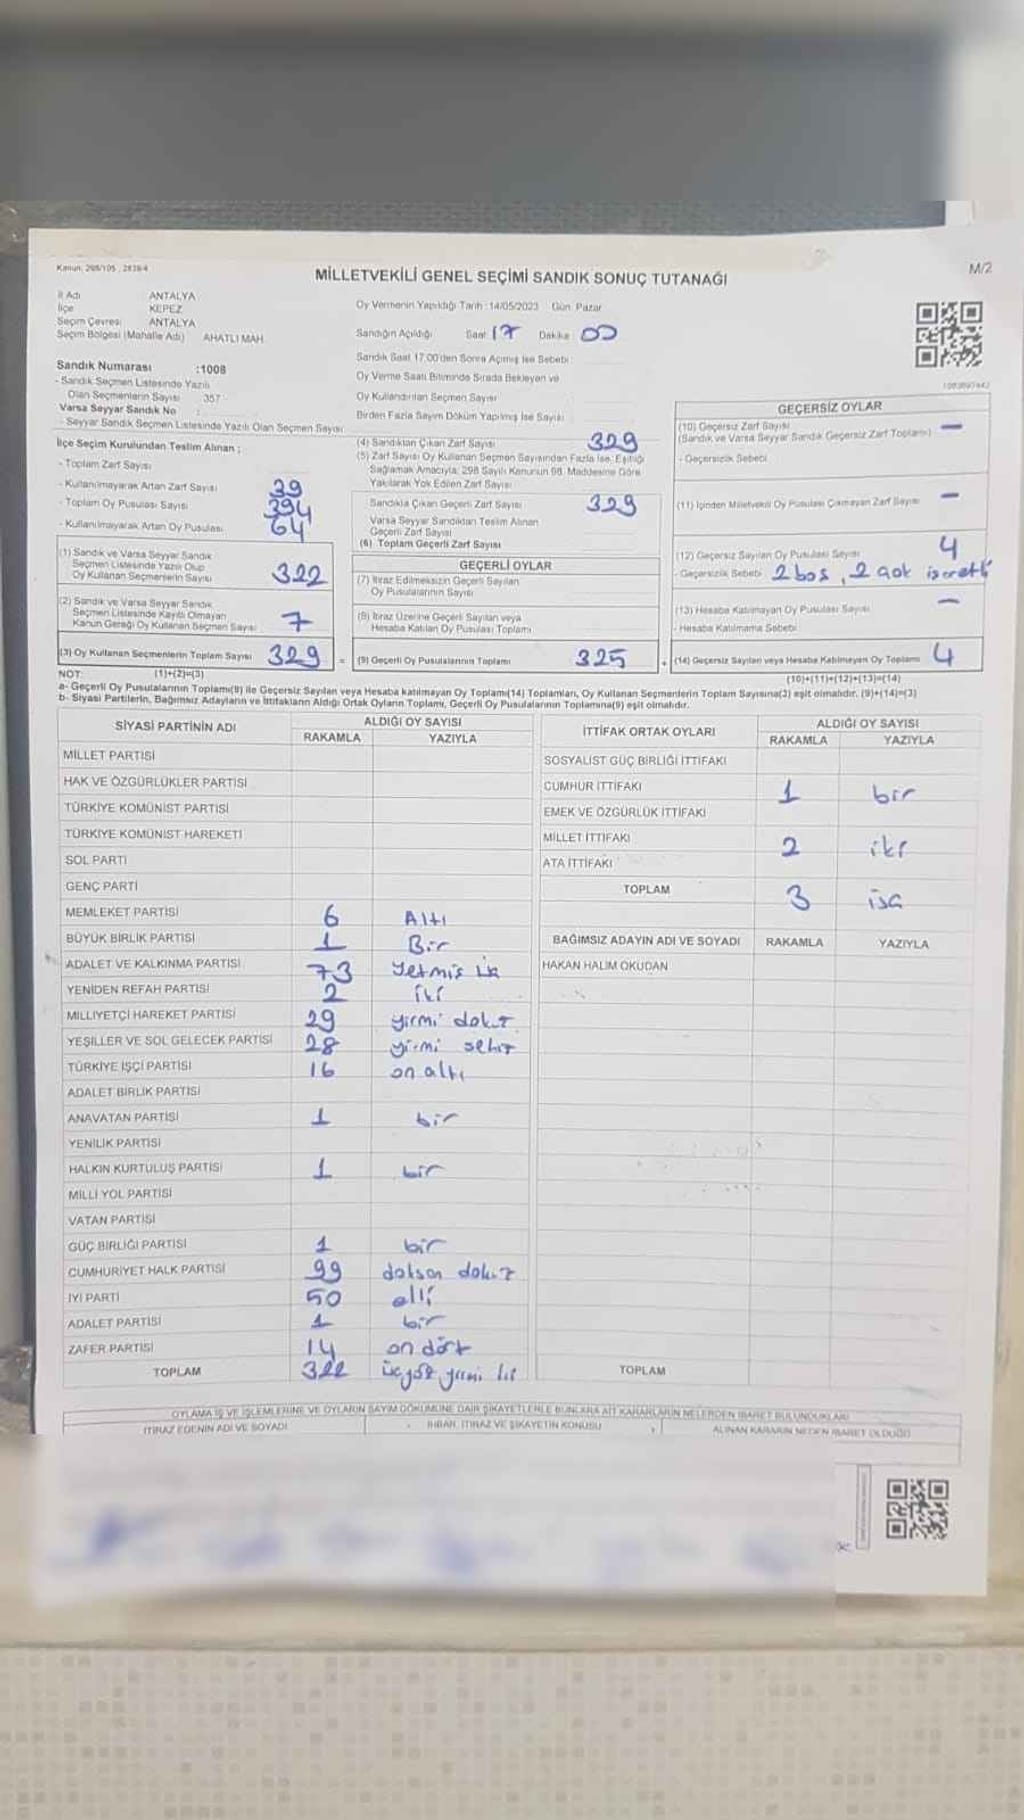 Kanun: 298/105 , 2839/4
M/2
MİLLETVEKİLİ GENEL SEÇİMİ SANDIK SONUÇ TUTANAĞI
İl Adı ANTALYA
İlçe KEPEZ
Seçim Çevresi ANTALYA
Seçim Bölgesi (Mahalle Adı) AHATLI MAH.
Oy Vermenin Yapıldığı Tarih :14/05/2023 Gün: Pazar
Sandığın Açıldığı Saat 17 Dakika 00
Sandık Saat 17:00'den Sonra Açımış İse Sebebi
Oy Verme Saati Bitiminde Sırada Bekleyen ve
Oy Kullandırılan Seçmen Sayısı
Birden Fazla Sayım Döküm Yapılmış İse Sayısı
Sandık Numarası :1008
- Sandık Seçmen Listesinde Yazılı
Olan Seçmenlerin Sayısı 357
Varsa Seyyar Sandık No :
- Seyyar Sandık Seçmen Listesinde Yazılı Olan Seçmen Sayısı
İlçe Seçim Kurulundan Teslim Alınan ;
- Toplam Zarf Sayısı
- Kullanılmayarak Artan Zarf Sayısı 39
- Toplam Oy Pusulası Sayısı 394
- Kullanılmayarak Artan Oy Pusulası 64
(1) Sandık ve Varsa Seyyar Sandık
Seçmen Listesinde Yazılı Olup
Oy Kullanan Seçmenlerin Sayısı 322
(2) Sandık ve Varsa Seyyar Sandık
Seçmen Listesinde Kayıtlı Olmayan
Kanun Gereği Oy Kullanan Seçmen Sayısı 7
(3) Oy Kullanan Seçmenlerin Toplam Sayısı 329 =
(1)+(2)=(3)
(4) Sandıktan Çıkan Zarf Sayısı 329
(5) Zarf Sayısı Oy Kullanan Seçmen Sayısından Fazla İse; Eşitliği
Sağlamak Amacıyla; 298 Sayılı Kanunun 98. Maddesine Göre
Yakılarak Yok Edilen Zarf Sayısı
Sandıkla Çıkan Geçerli Zarf Sayısı 329
Varsa Seyyar Sandıktan Teslim Alınan
Geçerli Zarf Sayısı
(6) Toplam Geçerli Zarf Sayısı
GEÇERLİ OYLAR
(7) İtiraz Edilmeksizin Geçerli Sayılan
Oy Pusulalarının Sayısı
(8) İtiraz Üzerine Geçerli Sayılan veya
Hesaba Katılan Oy Pusulası Toplamı
(9) Geçerli Oy Pusulalarının Toplamı 325 +
GEÇERSİZ OYLAR
(10) Geçersiz Zarf Sayısı —
(Sandık ve Varsa Seyyar Sandık Geçersiz Zarf Toplamı)
- Geçersizlik Sebebi
(11) İçinden Milletvekili Oy Pusulası Çıkmayan Zarf Sayısı —
(12) Geçersiz Sayılan Oy Pusulası Sayısı 4
- Geçersizlik Sebebi 2 boş, 2 çok işaretli
(13) Hesaba Katılmayan Oy Pusulası Sayısı —
- Hesaba Katılmama Sebebi
(14) Geçersiz Sayılan veya Hesaba Katılmayan Oy Toplamı 4
(10)+(11)+(12)+(13)=(14)
NOT:
a- Geçerli Oy Pusulalarının Toplamı(9) ile Geçersiz Sayılan veya Hesaba katılmayan Oy Toplamı(14) Toplamları, Oy Kullanan Seçmenlerin Toplam Sayısına(3) eşit olmalıdır. (9)+(14)=(3)
b- Siyasi Partilerin, Bağımsız Adayların ve İttifakların Aldığı Ortak Oyların Toplamı, Geçerli Oy Pusulalarının Toplamına(9) eşit olmalıdır.
SİYASİ PARTİNİN ADI ALDIĞI OY SAYISI
RAKAMLA YAZIYLA
MİLLET PARTİSİ
HAK VE ÖZGÜRLÜKLER PARTİSİ
TÜRKİYE KOMÜNİST PARTİSİ
TÜRKİYE KOMÜNİST HAREKETİ
SOL PARTİ
GENÇ PARTİ
MEMLEKET PARTİSİ 6 Altı
BÜYÜK BİRLİK PARTİSİ 1 Bir
ADALET VE KALKINMA PARTİSİ 73 Yetmiş
YENİDEN REFAH PARTİSİ 2 iki
MİLLİYETÇİ HAREKET PARTİSİ 29 yirmi dokuz
YEŞİLLER VE SOL GELECEK PARTİSİ 28 yirmi sekiz
TÜRKİYE İŞÇİ PARTİSİ 16 on altı
ADALET BİRLİK PARTİSİ
ANAVATAN PARTİSİ 1 bir
YENİLİK PARTİSİ
HALKIN KURTULUŞ PARTİSİ 1 bir
MİLLİ YOL PARTİSİ
VATAN PARTİSİ
GÜÇ BİRLİĞİ PARTİSİ 1 bir
CUMHURİYET HALK PARTİSİ 99 doksan dokuz
İYİ PARTİ 50 elli
ADALET PARTİSİ 1 bir
ZAFER PARTİSİ 14 on dört
TOPLAM 322 üçyüz yirmi
İTTİFAK ORTAK OYLARI ALDIĞI OY SAYISI
RAKAMLA YAZIYLA
SOSYALİST GÜÇ BİRLİĞİ İTTİFAKI
CUMHUR İTTİFAKI 1 bir
EMEK VE ÖZGÜRLÜK İTTİFAKI
MİLLET İTTİFAKI 2 iki
ATA İTTİFAKI
TOPLAM 3
BAĞIMSIZ ADAYIN ADI VE SOYADI RAKAMLA YAZIYLA
HAKAN HALİM OKUDAN
TOPLAM
OYLAMA İŞ VE İŞLEMLERİNE VE OYLARIN SAYIM DÖKÜMÜNE DAİR ŞİKAYETLERLE BUNLARA AİT KARARLARIN NELERDEN İBARET BULUNDUKLARI
İTİRAZ EDENİN ADI VE SOYADI İHBAR, İTİRAZ VE ŞİKAYETİN KONUSU ALINAN KARARIN NEDEN İBARET OLDUĞU